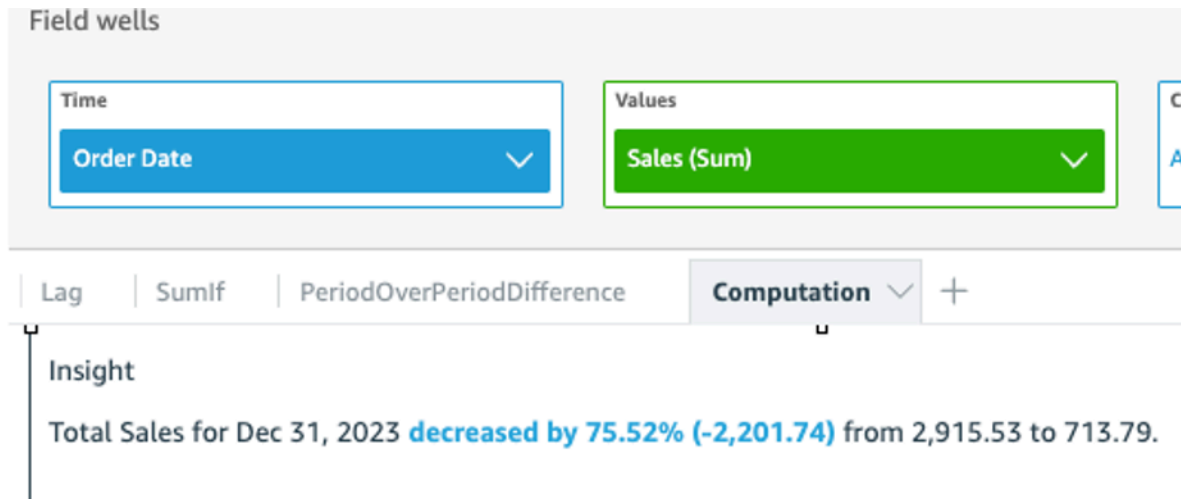 Field wells
Time
Values
C
Order Date
Sales (Sum)
A
Lag
SumIf
PeriodOverPeriodDifference
Computation
Insight
Total Sales for Dec 31, 2023 decreased by 75.52% (-2,201.74) from 2,915.53 to 713.79.